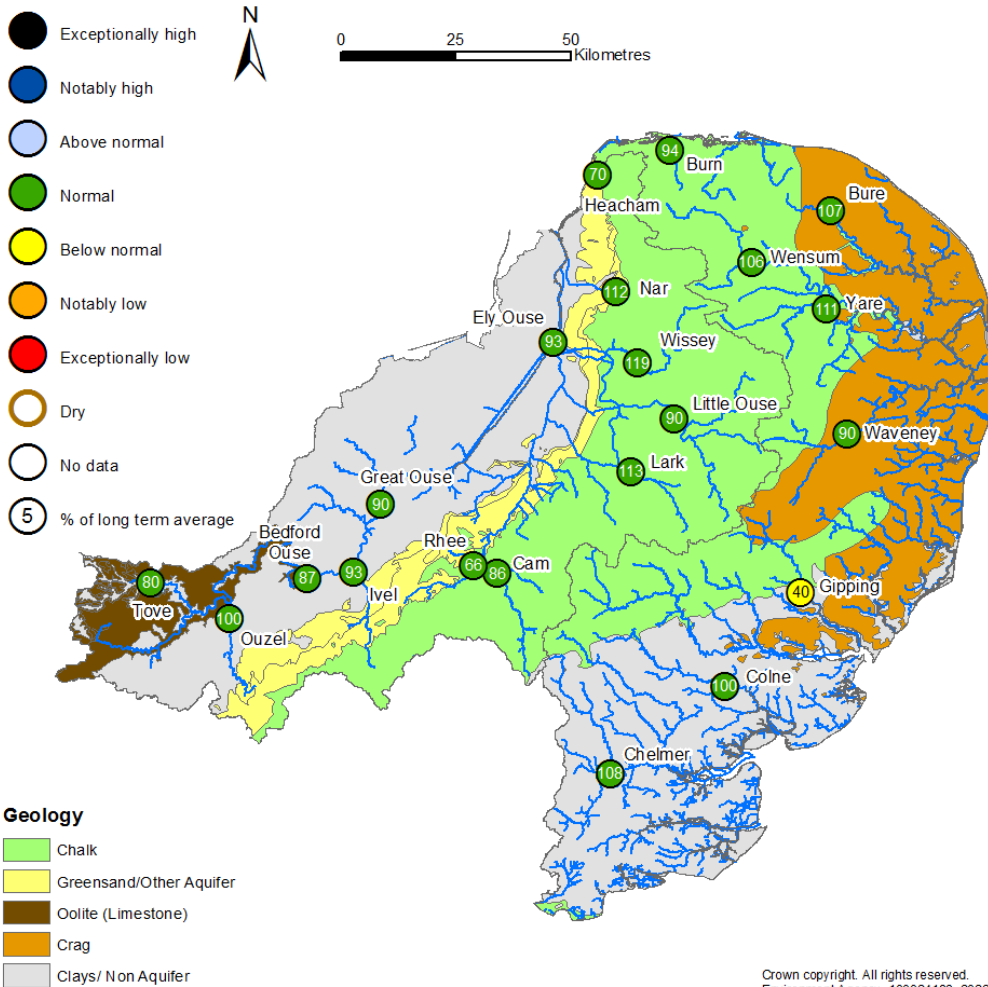 Exceptionally high
Notably high
Above normal
Normal
Below normal
Notably low
Exceptionally low
Dry
No data
5 % of long term average
N
0 25 50
Kilometres
94
Burn
70
Heacham
Bure
107
106
Wensum
112
Nar
Yare
111
Ely Ouse
93
Wissey
119
Little Ouse
90
90
Waveney
113
Lark
Great Ouse
90
Bedford
Ouse
Rhee
87
93
Ivel
66
86
Cam
80
Tove
100
Ouzel
40
Gipping
100
Colne
Chelmer
108
Geology
Chalk
Greensand/Other Aquifer
Oolite (Limestone)
Crag
Clays/ Non Aquifer
Crown copyright. All rights reserved.